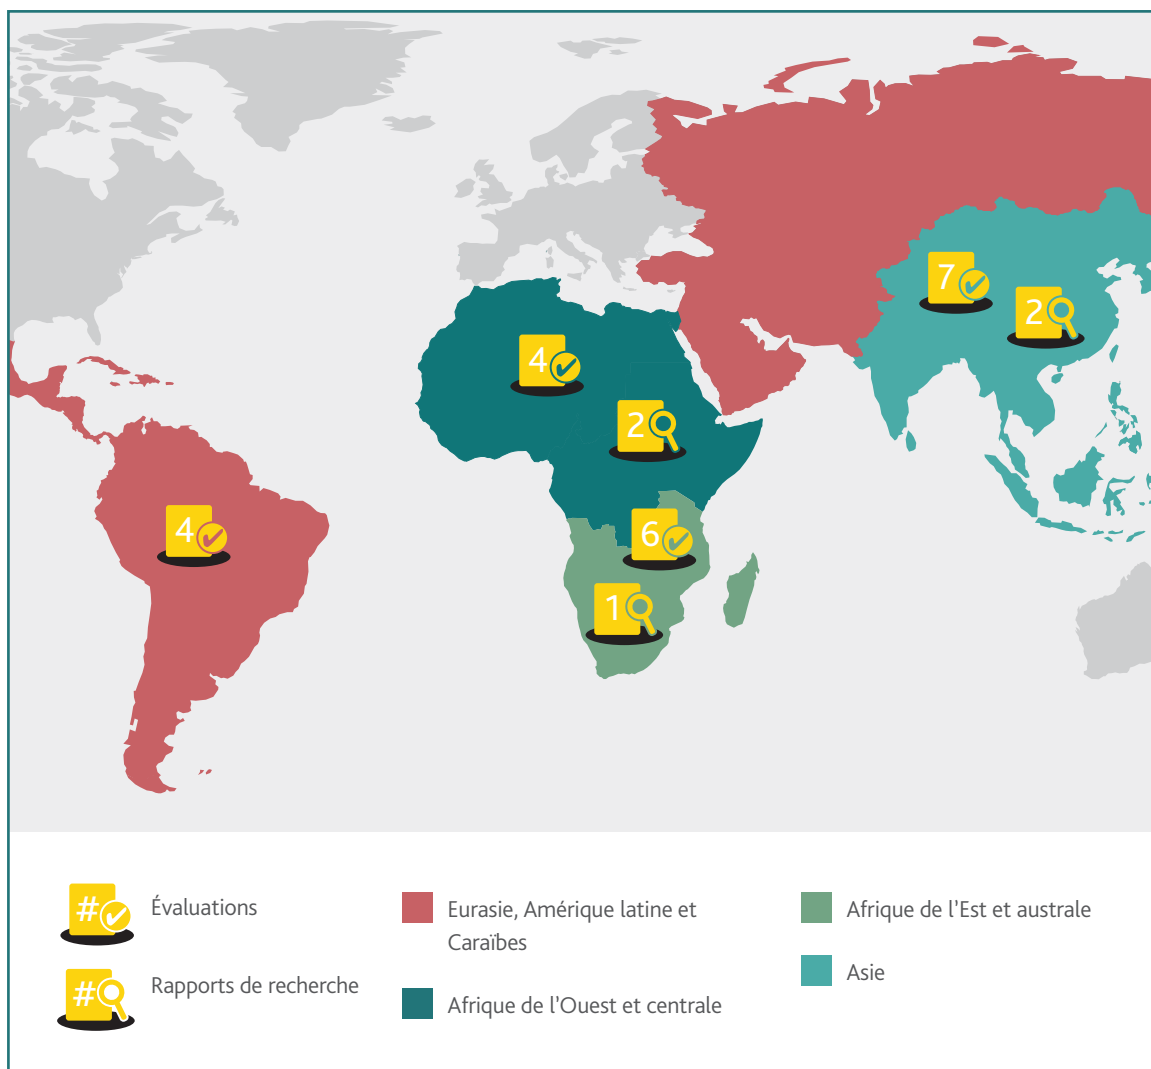 7
2
4
2
4
6
1
#
Évaluations
#
Rapports de recherche
Eurasie, Amérique latine et
Caraïbes
Afrique de l'Ouest et centrale
Afrique de l'Est et australe
Asie